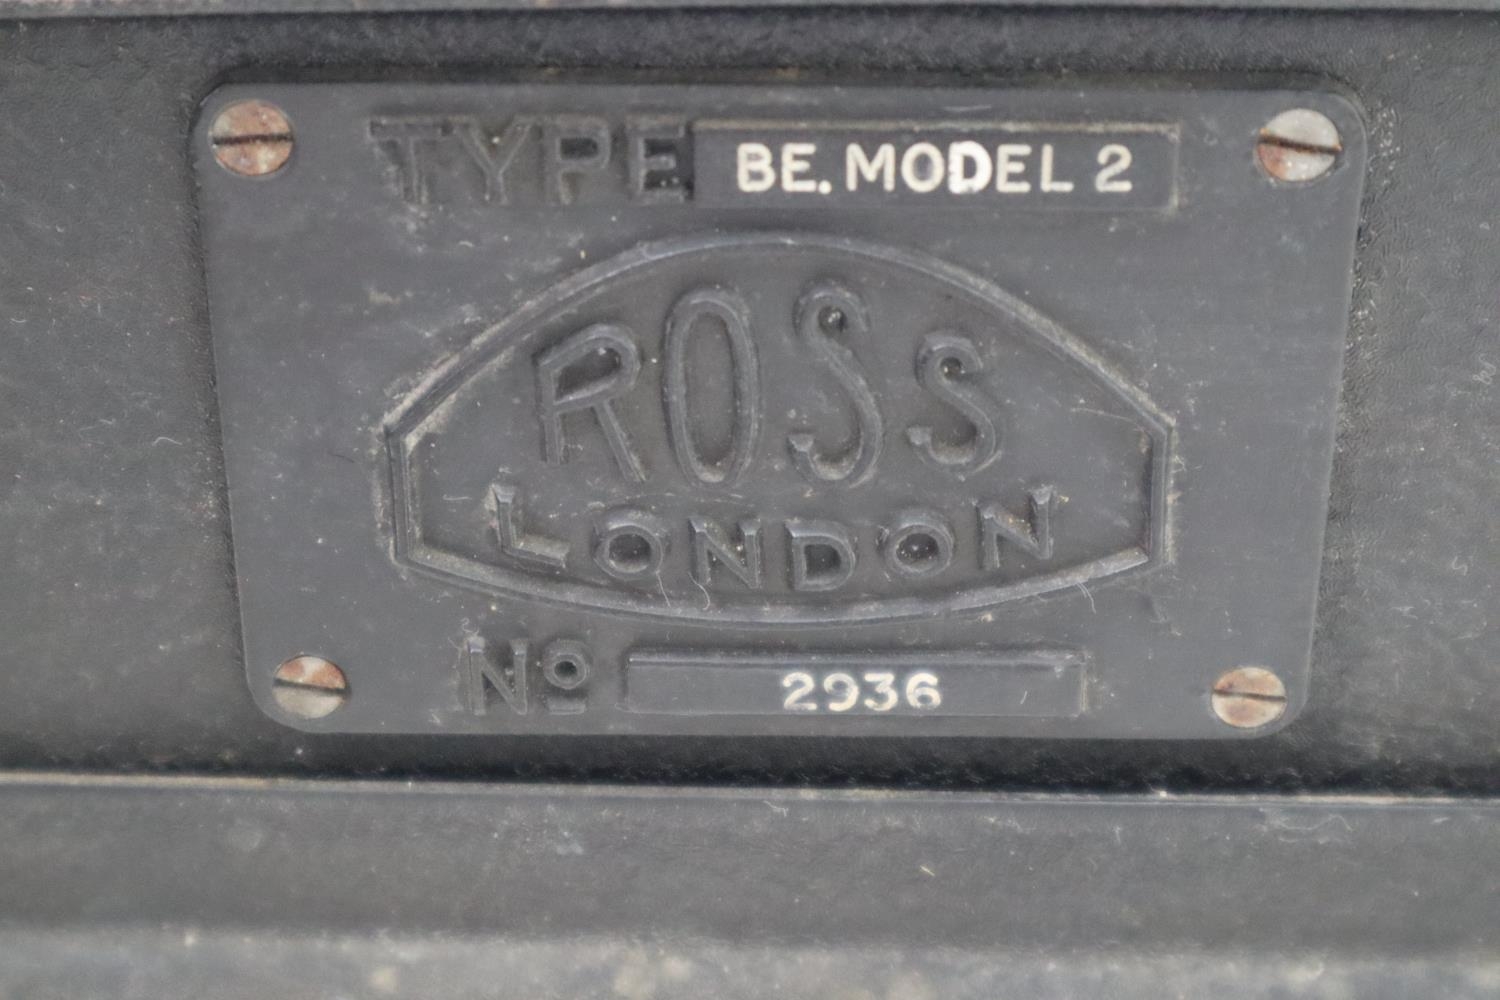 TYPE BE. MODEL 2
ROSS
LONDON
No 2936